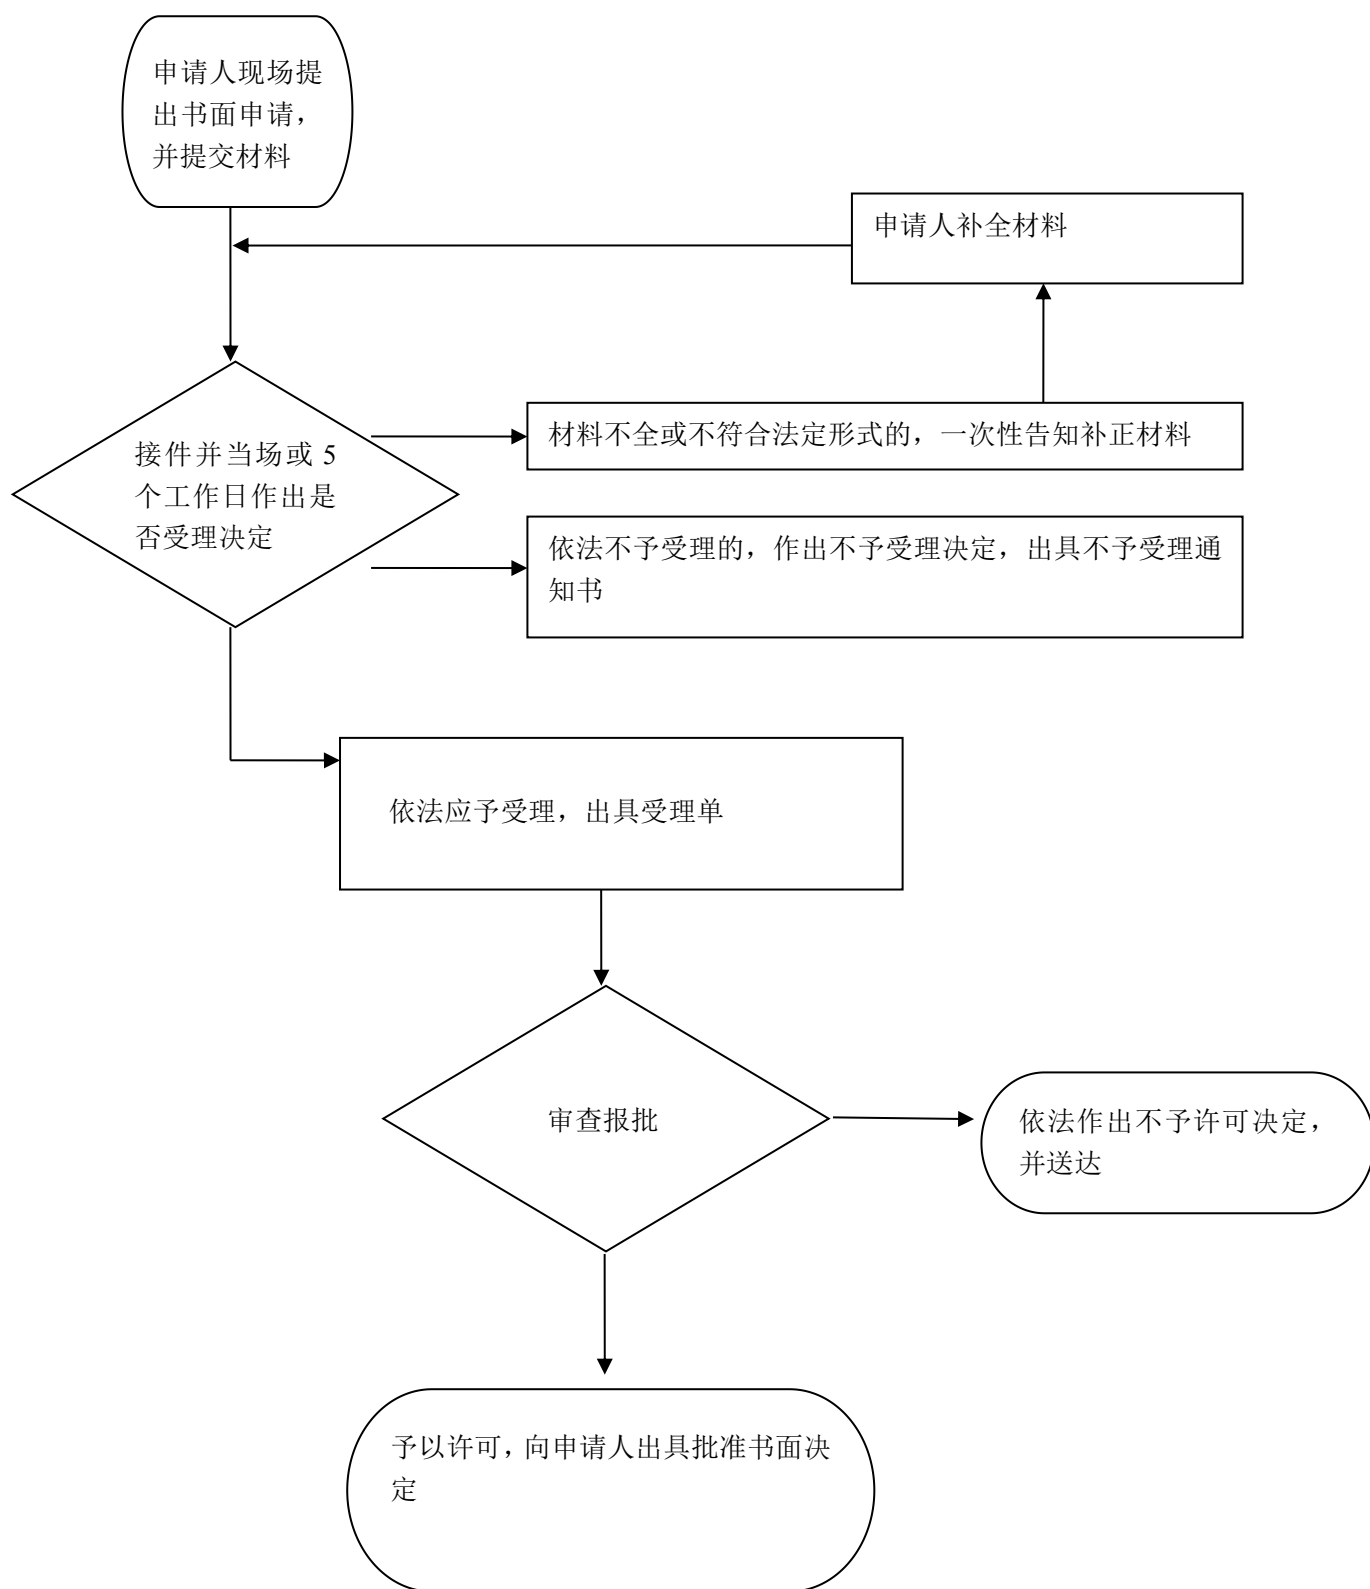 申请人现场提
出书面申请，
并提交材料
申请人补全材料
材料不全或不符合法定形式的，一次性告知补正材料
接件并当场或 5
个工作日作出是
否受理决定
依法不予受理的，作出不予受理决定，出具不予受理通
知书
依法应予受理，出具受理单
审查报批
依法作出不予许可决定，
并送达
予以许可，向申请人出具批准书面决
定